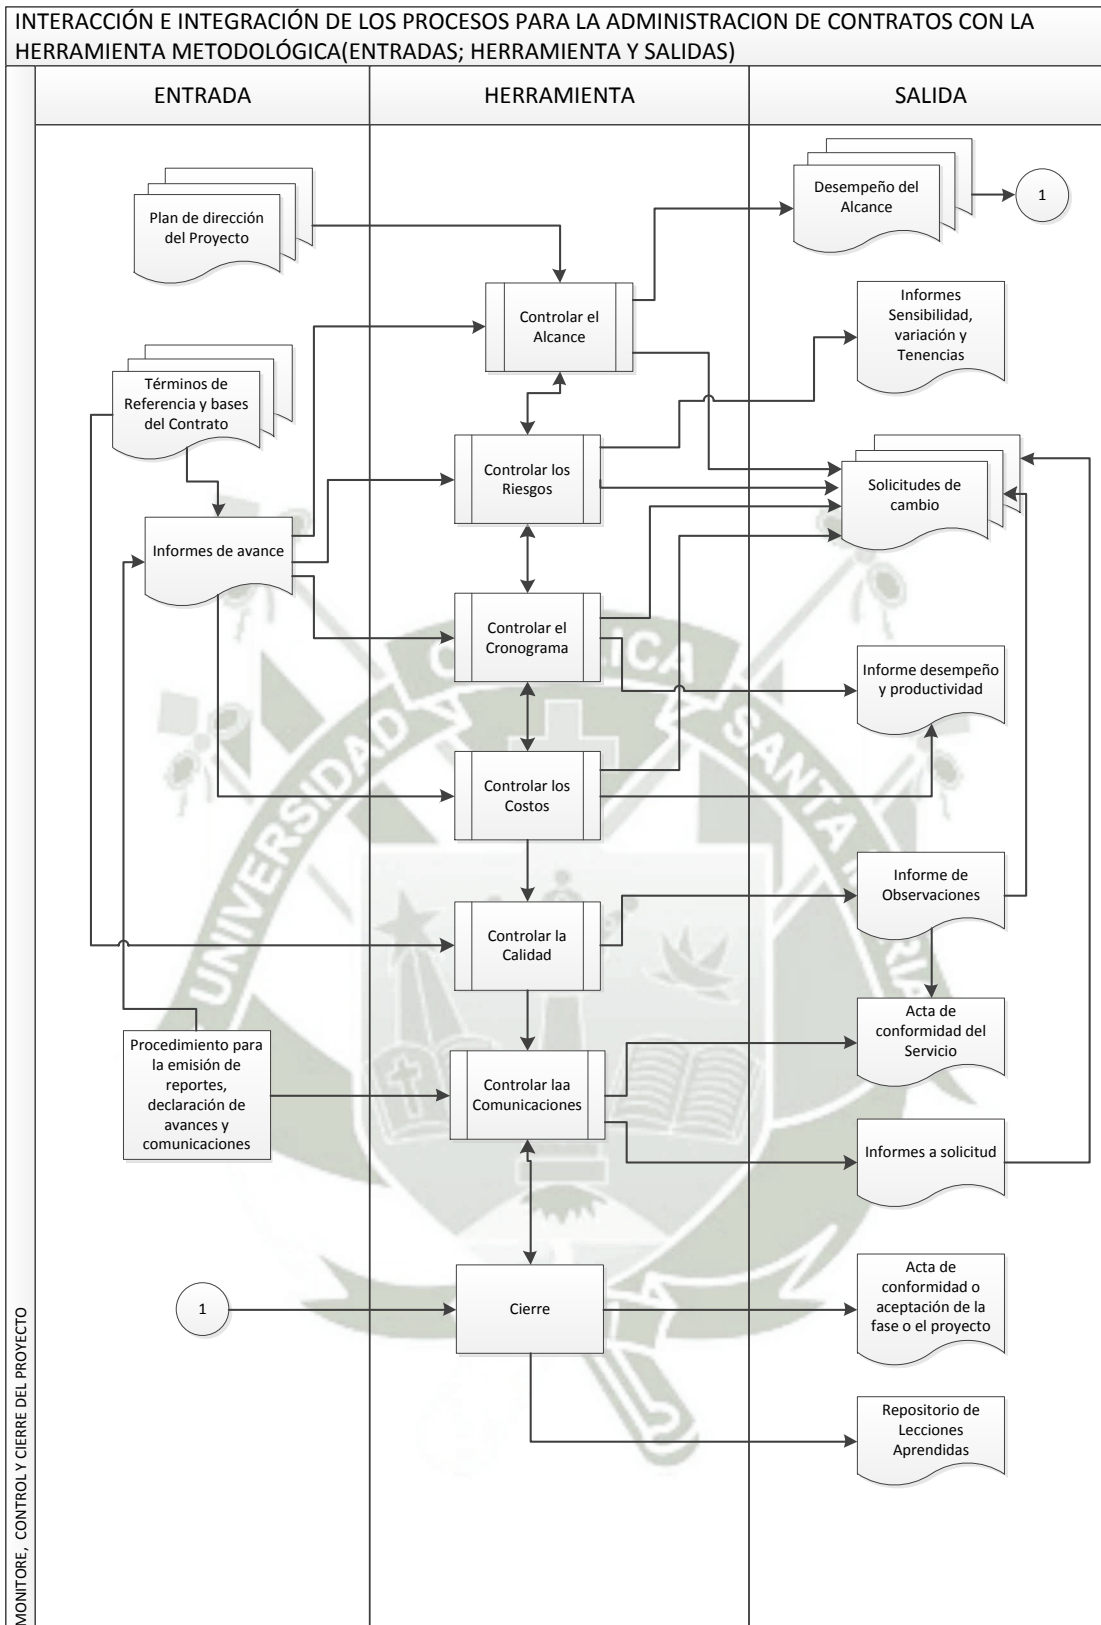 INTERACCIÓN E INTEGRACIÓN DE LOS PROCESOS PARA LA ADMINISTRACION DE CONTRATOS CON LA
HERRAMIENTA METODOLÓGICA(ENTRADAS; HERRAMIENTA Y SALIDAS)
ENTRADA
HERRAMIENTA
SALIDA
Plan de dirección
del Proyecto
Desempeño del
Alcance
1
Controlar el
Alcance
Informes
Sensibilidad,
variación y
Tenencias
Términos de
Referencia y bases
del Contrato
Controlar los
Riesgos
Solicitudes de
cambio
Informes de avance
Controlar el
Cronograma
Informe desempeño
y productividad
Controlar los
Costos
Informe de
Observaciones
Controlar la
Calidad
Acta de
conformidad del
Servicio
Procedimiento para
la emisión de
reportes,
declaración de
avances y
comunicaciones
Controlar laa
Comunicaciones
Informes a solicitud
1
Cierre
Acta de
conformidad o
aceptación de la
fase o el proyecto
Repositorio de
Lecciones
Aprendidas
MONITORE, CONTROL Y CIERRE DEL PROYECTO
UNIVERSIDAD
SANTA